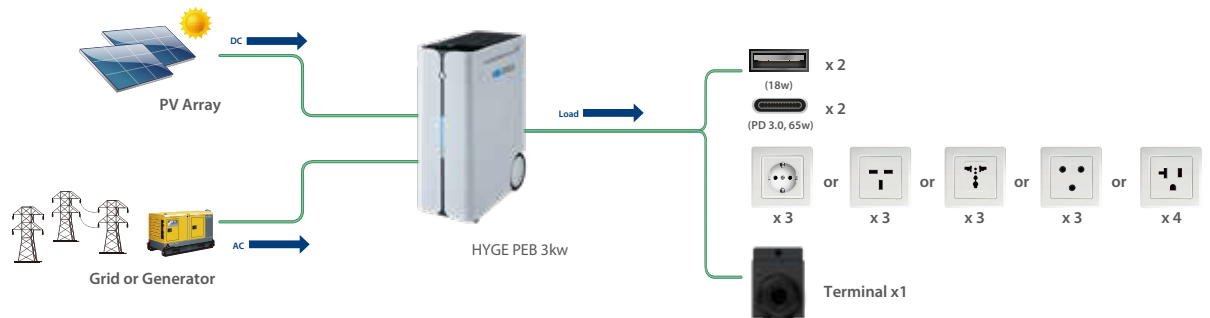 DC
PV Array
Grid or Generator
AC
HYGE PEB 3kw
Load
x 2
(18w)
x 2
(PD 3.0, 65w)
or
or
or
or
x 3
x 3
x 3
x 3
x 4
Terminal x1